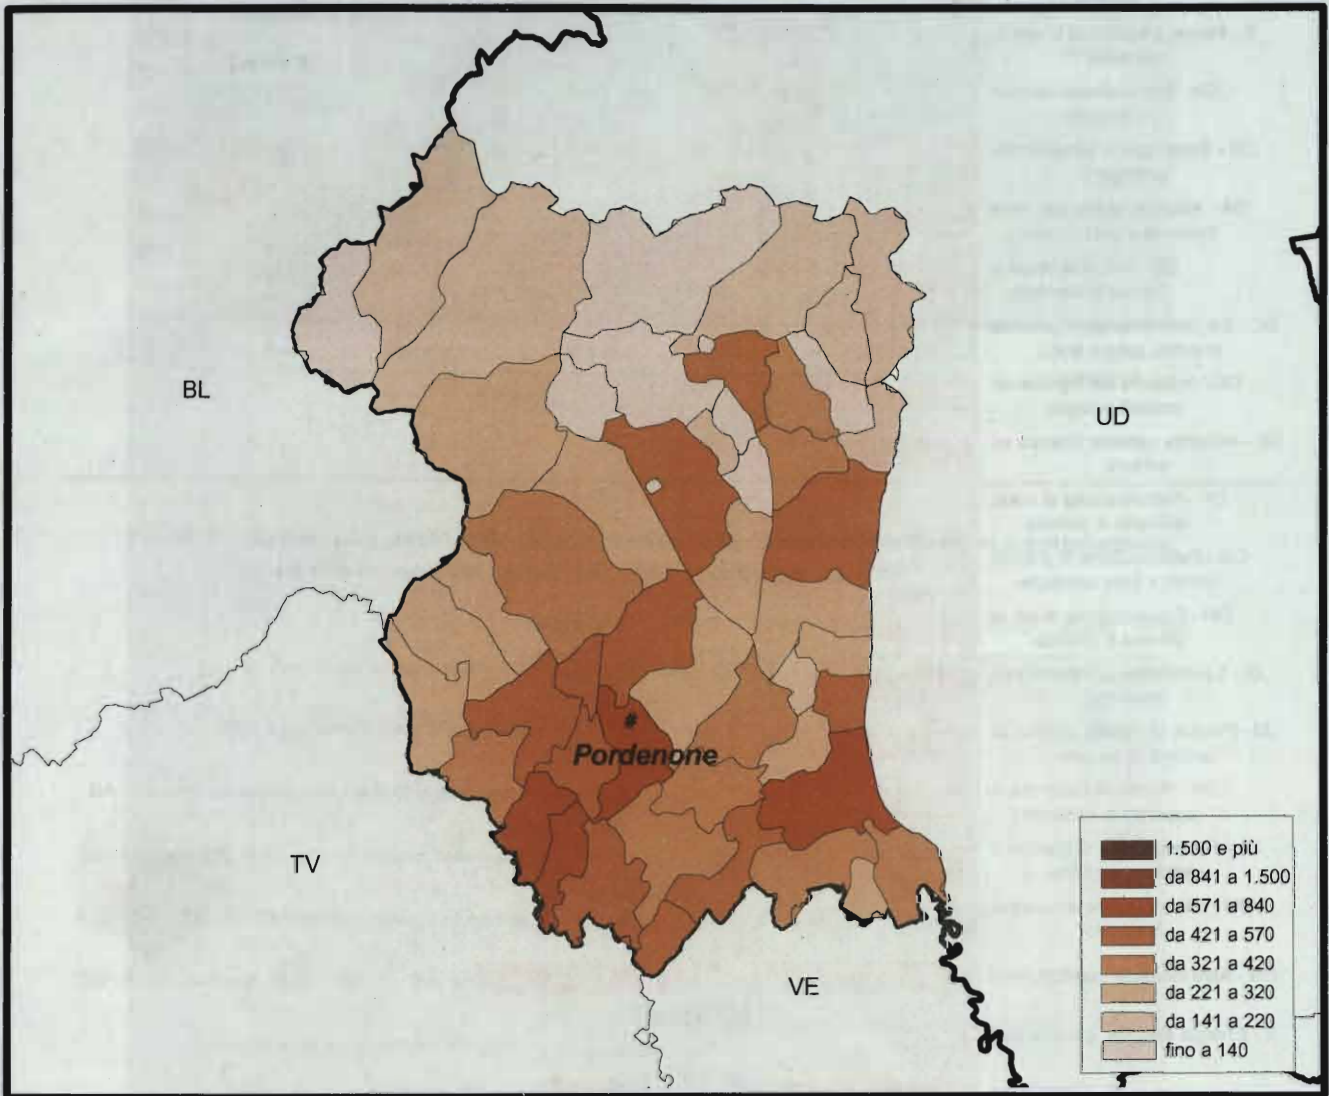 BL
UD
#
Pordenone
TV
VE
1.500 e più
da 841 a 1.500
da 571 a 840
da 421 a 570
da 321 a 420
da 221 a 320
da 141 a 220
fino a 140